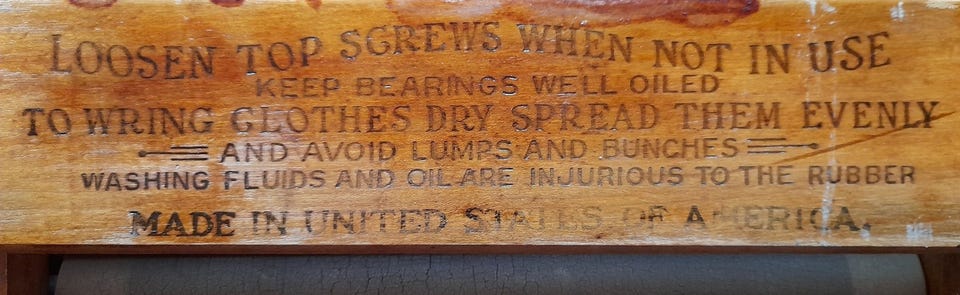 LOOSEN TOP SCREWS WHEN NOT IN USE
KEEP BEARINGS WELL OILED
TO WRING CLOTHES DRY SPREAD THEM EVENLY
AND AVOID LUMPS AND BUNCHES
WASHING FLUIDS AND OIL ARE INJURIOUS TO THE RUBBER
MADE IN UNITED STATES OF AMERICA.